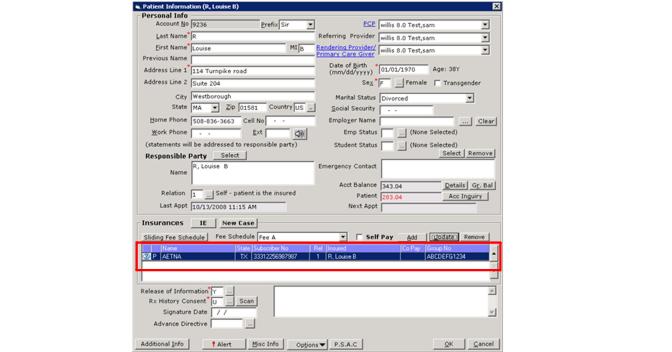 Patient Information (R, Louise B)
Personal Info
Account No 9236 Prefix Sir
Last Name * R
First Name * Louise MI B
Previous Name
Address Line 1 * 114 Turnpike road
Address Line 2 Suite 204
City Westborough
State MA Zip 01581 Country US ...
Home Phone 508-836-3663 Cell No - -
Work Phone - - Ext
(statements will be addressed to responsible party)
Responsible Party Select
Name R, Louise B
Relation 1 ... Self - patient is the insured
Last Appt 10/13/2008 11:15 AM
PCP willis 8.0 Test,sam
Referring Provider willis 8.0 Test,sam
Rendering Provider/ willis 8.0 Test,sam
Primary Care Giver
Date of Birth * 01/01/1970 Age: 38Y
(mm/dd/yyyy)
Sex * F ... Female Transgender
Marital Status Divorced
Social Security - -
Employer Name ... Clear
Emp Status ... (None Selected)
Student Status ... (None Selected)
Select Remove
Emergency Contact
Acct Balance 343.04 Details Gr. Bal
Patient 283.04 Acc Inquiry
Next Appt
Insurances IE New Case
Sliding Fee Schedule Fee Schedule Fee A Self Pay Add Update Remove
Name State Subscriber No Rel Insured Co Pay Group No
P AETNA TX 33312256987987 1 R, Louise B ABCDEFG1234
Release of Information * Y ...
Rx History Consent * U ... Scan
Signature Date / /
Advance Directive ...
Additional Info ! Alert Misc Info Options P.S.A.C OK Cancel